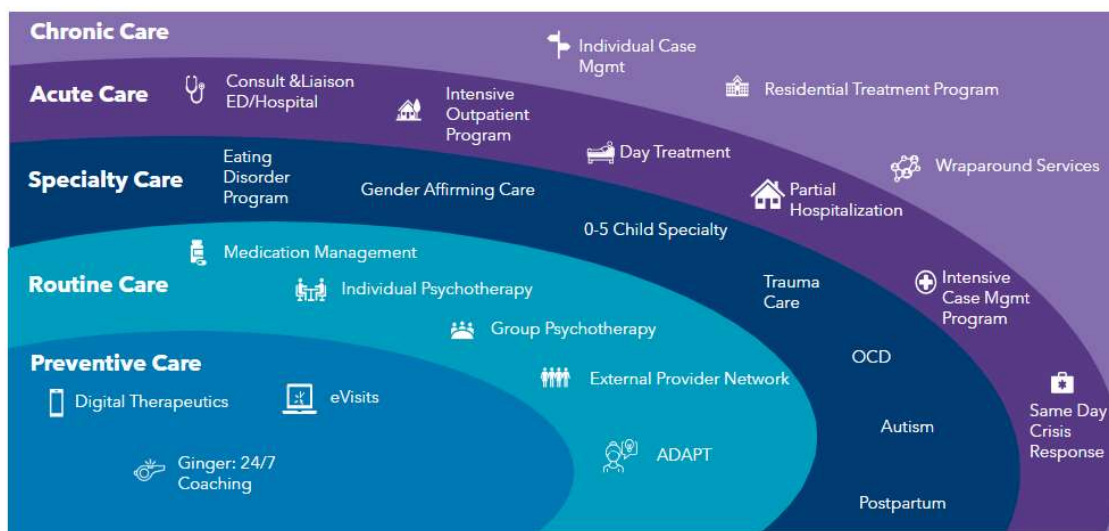 Chronic Care
Individual Case
Mgmt
Residential Treatment Program
Wraparound Services
Acute Care
Consult &Liaison
ED/Hospital
Intensive
Outpatient
Program
Day Treatment
Partial
Hospitalization
Intensive
Case Mgmt
Program
Same Day
Crisis
Response
Specialty Care
Eating
Disorder
Program
Gender Affirming Care
0-5 Child Specialty
Trauma
Care
OCD
Autism
Postpartum
Routine Care
Medication Management
Individual Psychotherapy
Group Psychotherapy
External Provider Network
ADAPT
Preventive Care
Digital Therapeutics
eVisits
Ginger: 24/7
Coaching